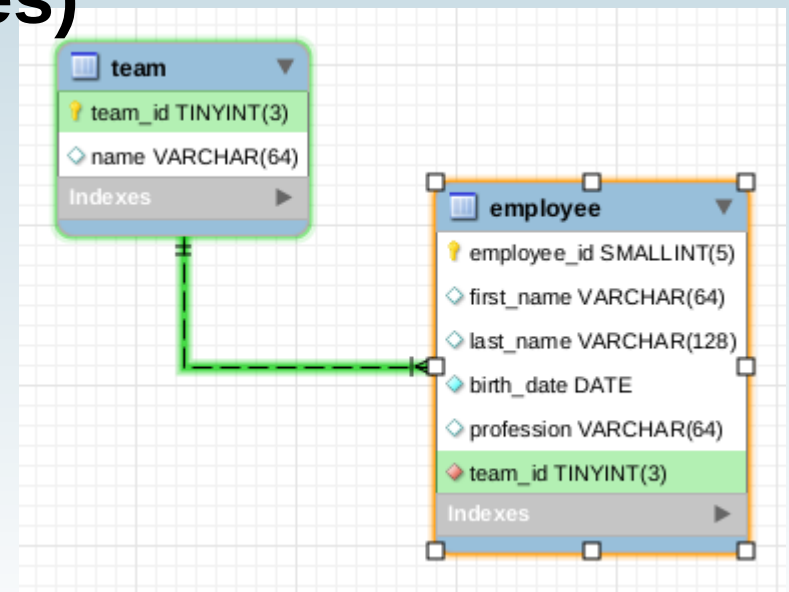 es)
team
team_id TINYINT(3)
name VARCHAR(64)
Indexes
employee
employee_id SMALLINT(5)
first_name VARCHAR(64)
last_name VARCHAR(128)
birth_date DATE
profession VARCHAR(64)
team_id TINYINT(3)
Indexes